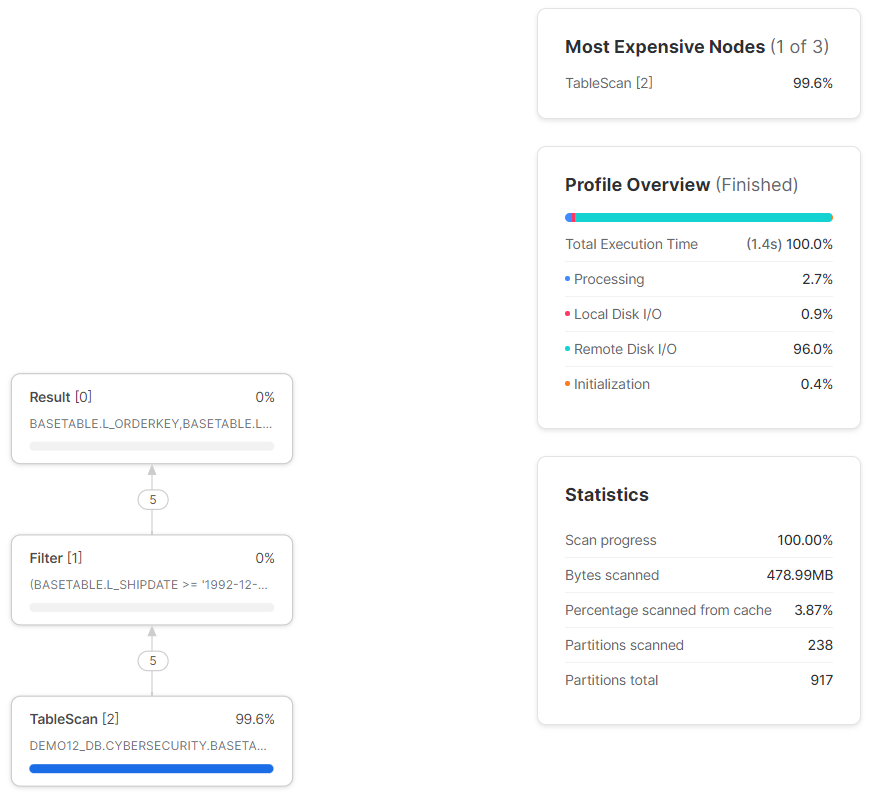 Most Expensive Nodes (1 of 3)
TableScan [2] 99.6%
Profile Overview (Finished)
Total Execution Time (1.4s) 100.0%
Processing 2.7%
Local Disk I/O 0.9%
Remote Disk I/O 96.0%
Initialization 0.4%
Statistics
Scan progress 100.00%
Bytes scanned 478.99MB
Percentage scanned from cache 3.87%
Partitions scanned 238
Partitions total 917
Result [0] 0%
BASETABLE.L_ORDERKEY,BASETABLE.L...
5
Filter [1] 0%
(BASETABLE.L_SHIPDATE >= '1992-12-...
5
TableScan [2] 99.6%
DEMO12_DB.CYBERSECURITY.BASETA...